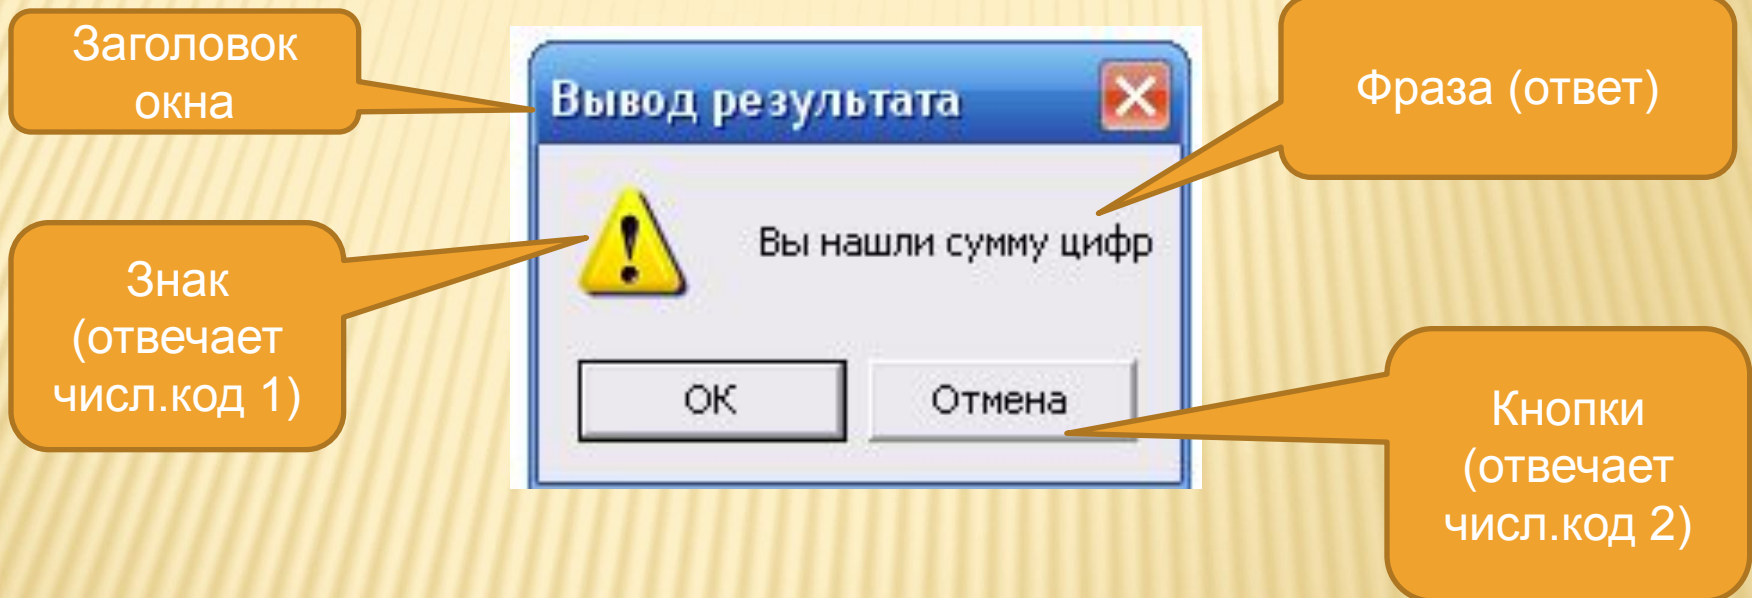 Заголовок
окна
Вывод результата
Фраза (ответ)
Знак
(отвечает
числ.код 1)
Вы нашли сумму цифр
ОК
Отмена
Кнопки
(отвечает
числ.код 2)